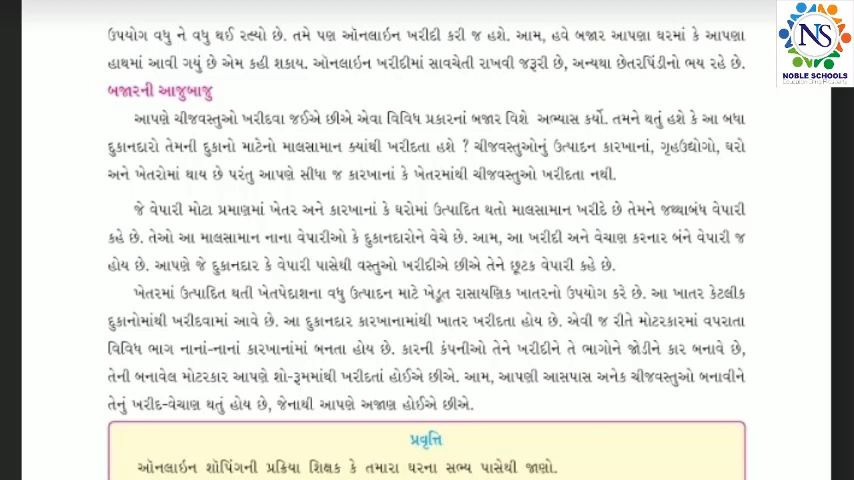 ઉપયોગ વધુ ને વધુ થઈ રહ્યો છે. તમે પણ ઑનલાઇન ખરીદી કરી જ હશે. આમ, હવે બજાર આપણા ઘરમાં કે આપણા
હાથમાં આવી ગયું છે એમ કહી શકાય. ઑનલાઇન ખરીદીમાં સાવચેતી રાખવી જરૂરી છે, અન્યથા છેતરપિંડીનો ભય રહે છે.
બજારની આજુબાજુ
આપણે ચીજવસ્તુઓ ખરીદવા જઈએ છીએ એવા વિવિધ પ્રકારનાં બજાર વિશે અભ્યાસ કર્યો. તમને થતું હશે કે આ બધા
દુકાનદારો તેમની દુકાનો માટેનો માલસામાન ક્યાંથી ખરીદતા હશે ? ચીજવસ્તુઓનું ઉત્પાદન કારખાનાં, ગૃહઉદ્યોગો, ઘરો
અને ખેતરોમાં થાય છે પરંતુ આપણે સીધા જ કારખાનાં કે ખેતરમાંથી ચીજવસ્તુઓ ખરીદતા નથી.
જે વેપારી મોટા પ્રમાણમાં ખેતર અને કારખાનાં કે ઘરોમાં ઉત્પાદિત થતો માલસામાન ખરીદે છે તેમને જથ્થાબંધ વેપારી
કહે છે. તેઓ આ માલસામાન નાના વેપારીઓ કે દુકાનદારોને વેચે છે. આમ, આ ખરીદી અને વેચાણ કરનાર બંને વેપારી જ
હોય છે. આપણે જે દુકાનદાર કે વેપારી પાસેથી વસ્તુઓ ખરીદીએ છીએ તેને છૂટક વેપારી કહે છે.
ખેતરમાં ઉત્પાદિત થતી ખેતપેદાશના વધુ ઉત્પાદન માટે ખેડૂત રાસાયણિક ખાતરનો ઉપયોગ કરે છે. આ ખાતર કેટલીક
દુકાનોમાંથી ખરીદવામાં આવે છે. આ દુકાનદાર કારખાનામાંથી ખાતર ખરીદતા હોય છે. એવી જ રીતે મોટરકારમાં વપરાતા
વિવિધ ભાગ નાનાં-નાનાં કારખાનાંમાં બનતા હોય છે. કારની કંપનીઓ તેને ખરીદીને તે ભાગોને જોડીને કાર બનાવે છે,
તેની બનાવેલ મોટરકાર આપણે શો-રૂમમાંથી ખરીદતાં હોઈએ છીએ. આમ, આપણી આસપાસ અનેક ચીજવસ્તુઓ બનાવીને
તેનું ખરીદ-વેચાણ થતું હોય છે, જેનાથી આપણે અજાણ હોઈએ છીએ.
પ્રવૃત્તિ
ઑનલાઇન શૉપિંગની પ્રક્રિયા શિક્ષક કે તમારા ઘરના સભ્ય પાસેથી જાણો.
NS
NOBLE SCHOOLS